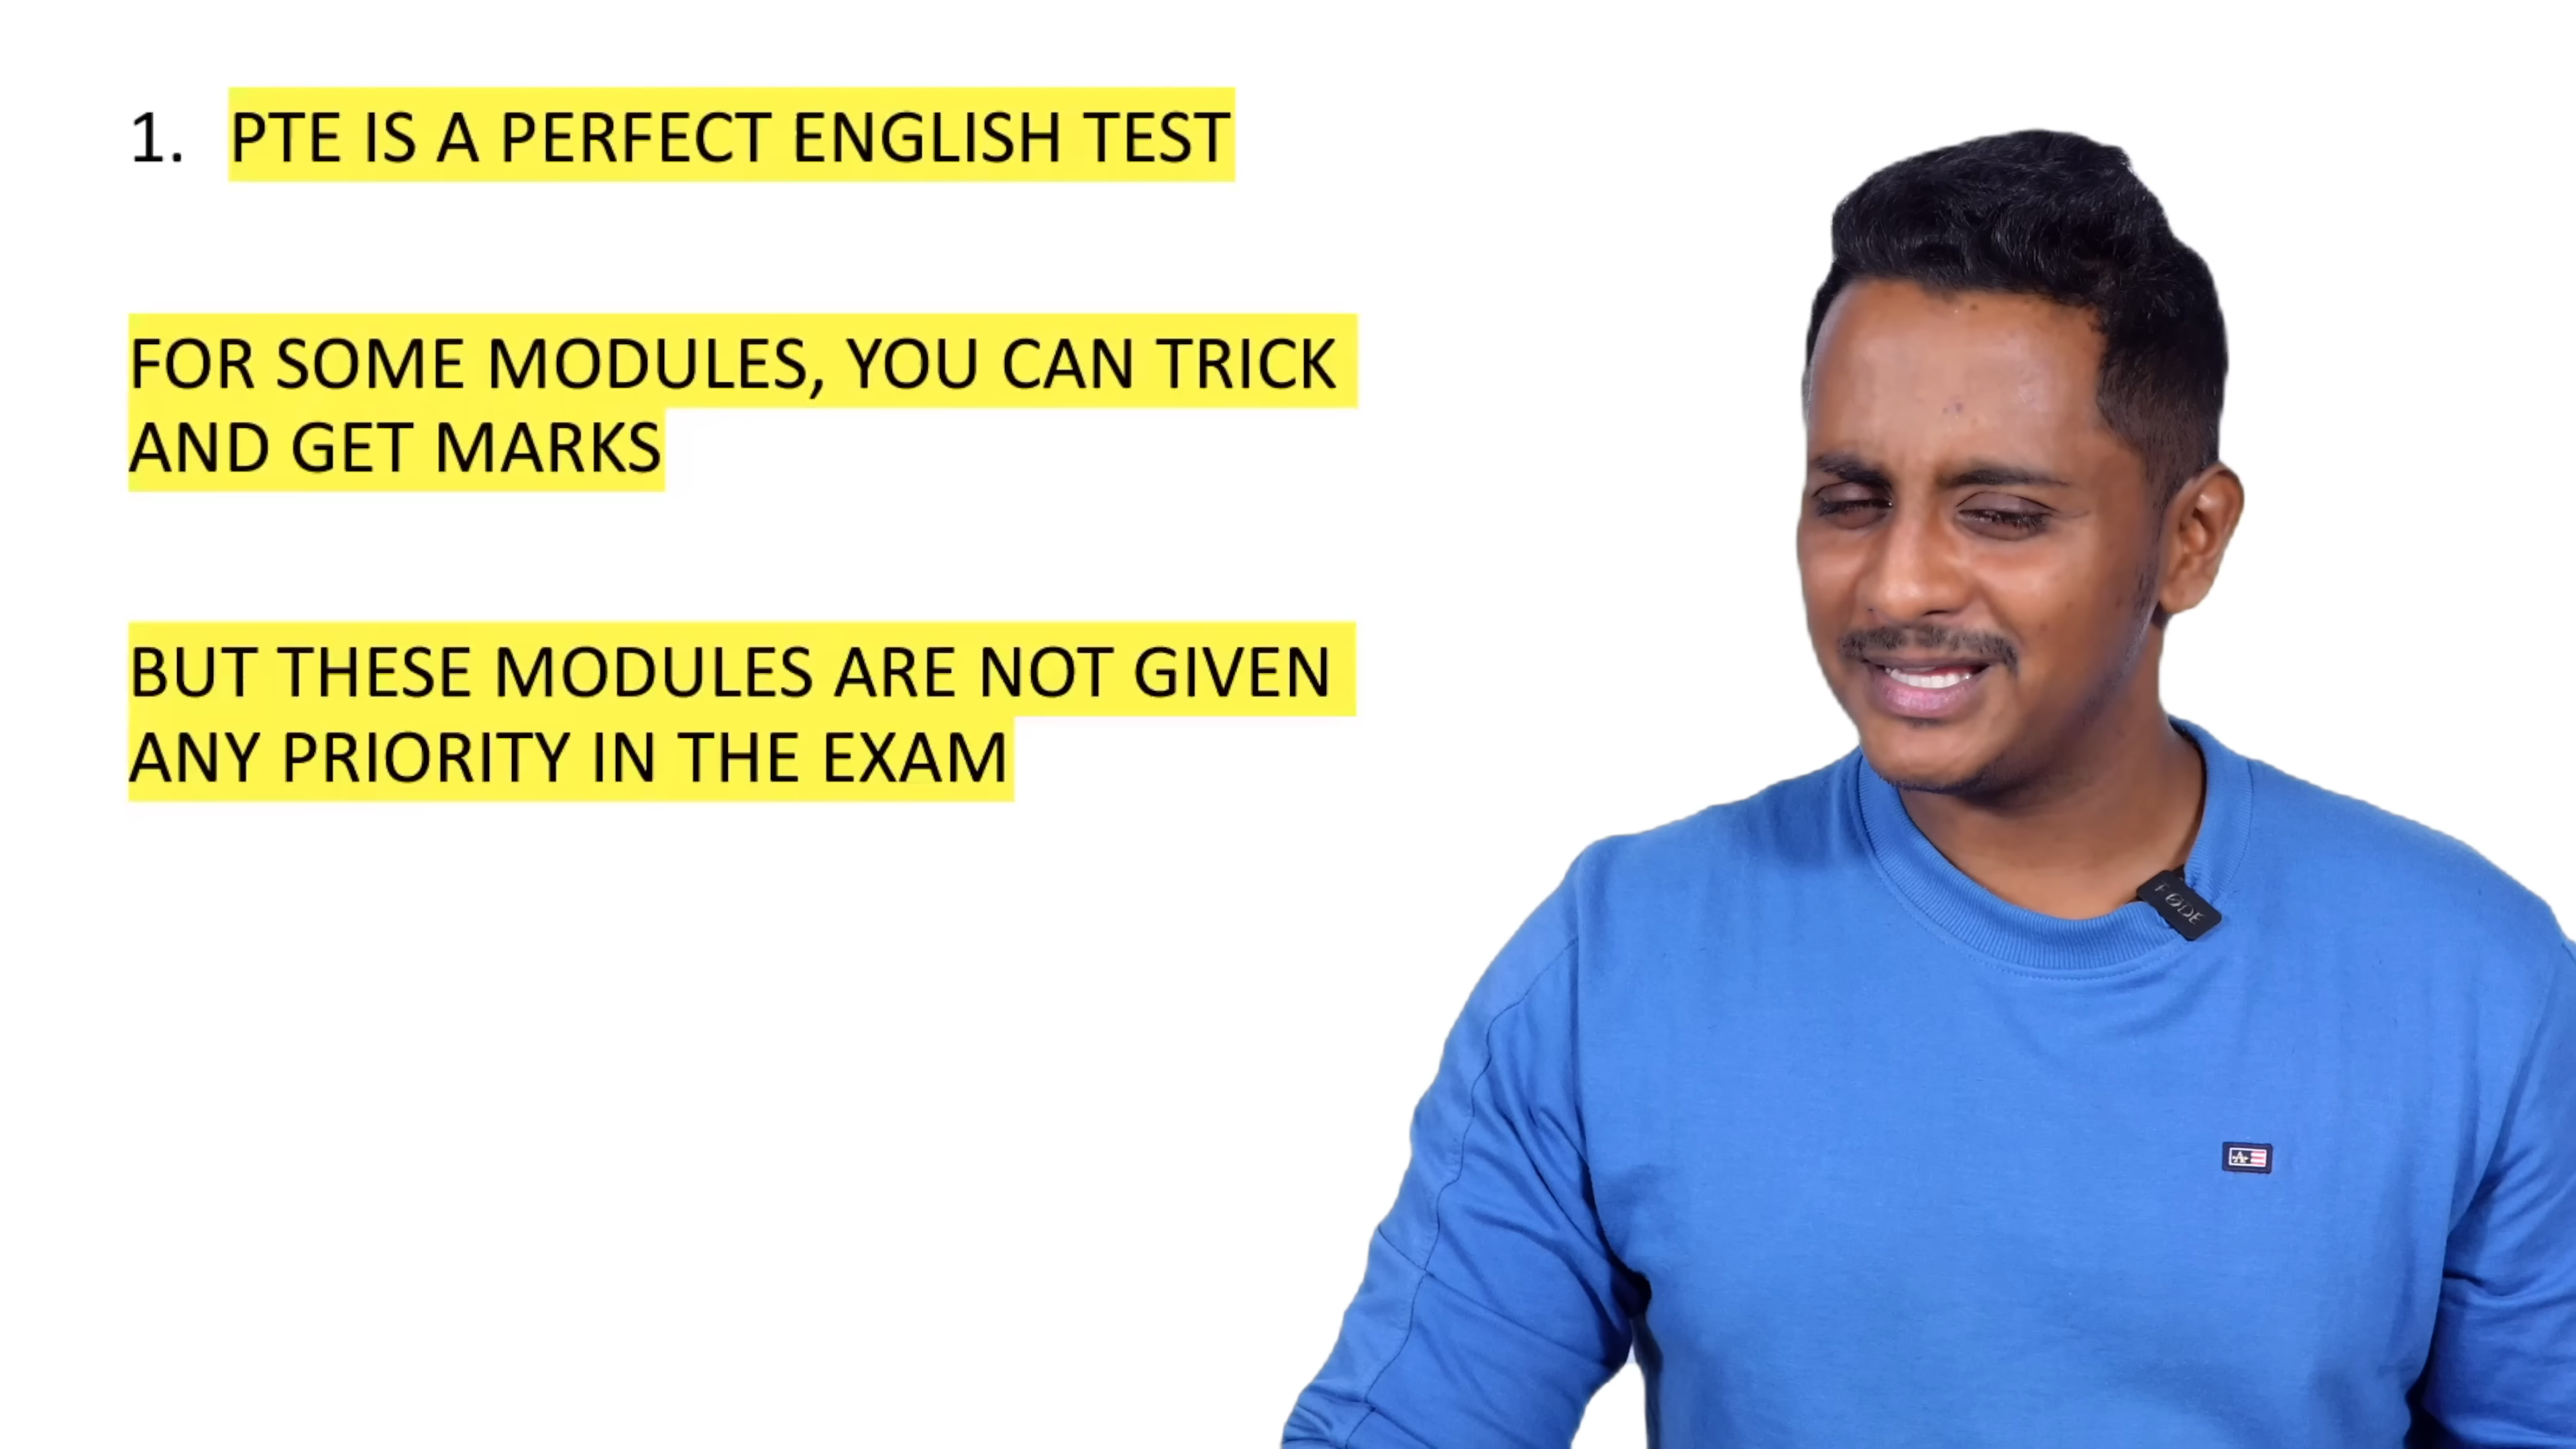 1. PTE IS A PERFECT ENGLISH TEST
FOR SOME MODULES, YOU CAN TRICK
AND GET MARKS
BUT THESE MODULES ARE NOT GIVEN
ANY PRIORITY IN THE EXAM
RØDE